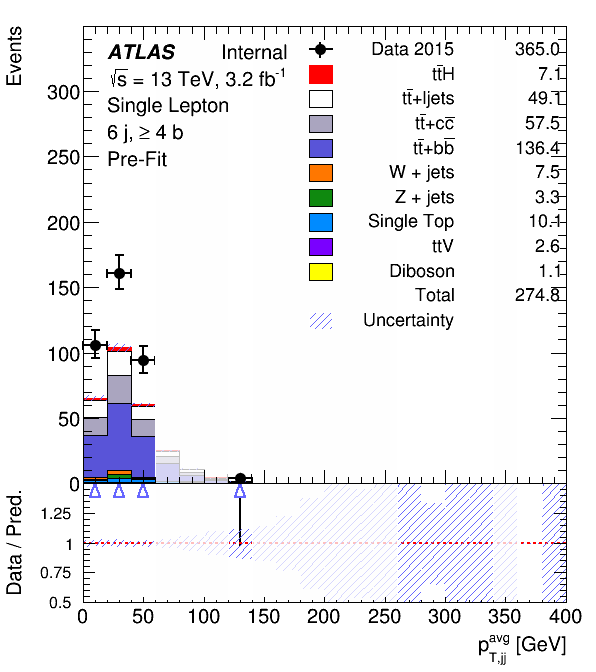 Events
ATLAS Internal
√s = 13 TeV, 3.2 fb⁻¹
Single Lepton
6 j, ≥ 4 b
Pre-Fit
Data 2015 365.0
tt̄H 7.1
tt̄+ljets 49.1
tt̄+cc̄ 57.5
tt̄+bb̄ 136.4
W + jets 7.5
Z + jets 3.3
Single Top 10.1
ttV 2.6
Diboson 1.1
Total 274.8
Uncertainty
300
250
200
150
100
50
0
Data / Pred.
1.25
1
0.75
0.5
0 50 100 150 200 250 300 350 400
p_{T,jj}^{avg} [GeV]